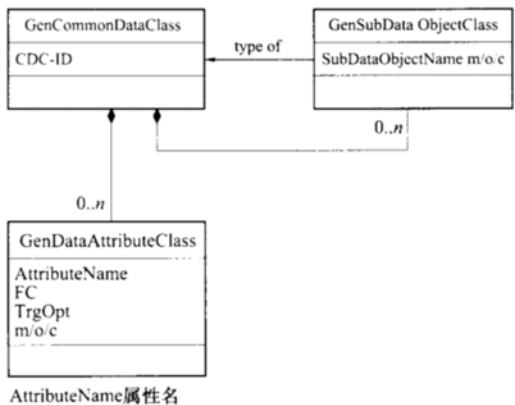 GenCommonDataClass
CDC-ID
type of
GenSubData ObjectClass
SubDataObjectName m/o/c
0..n
0..n
GenDataAttributeClass
AttributeName
FC
TrgOpt
m/o/c
AttributeName属性名